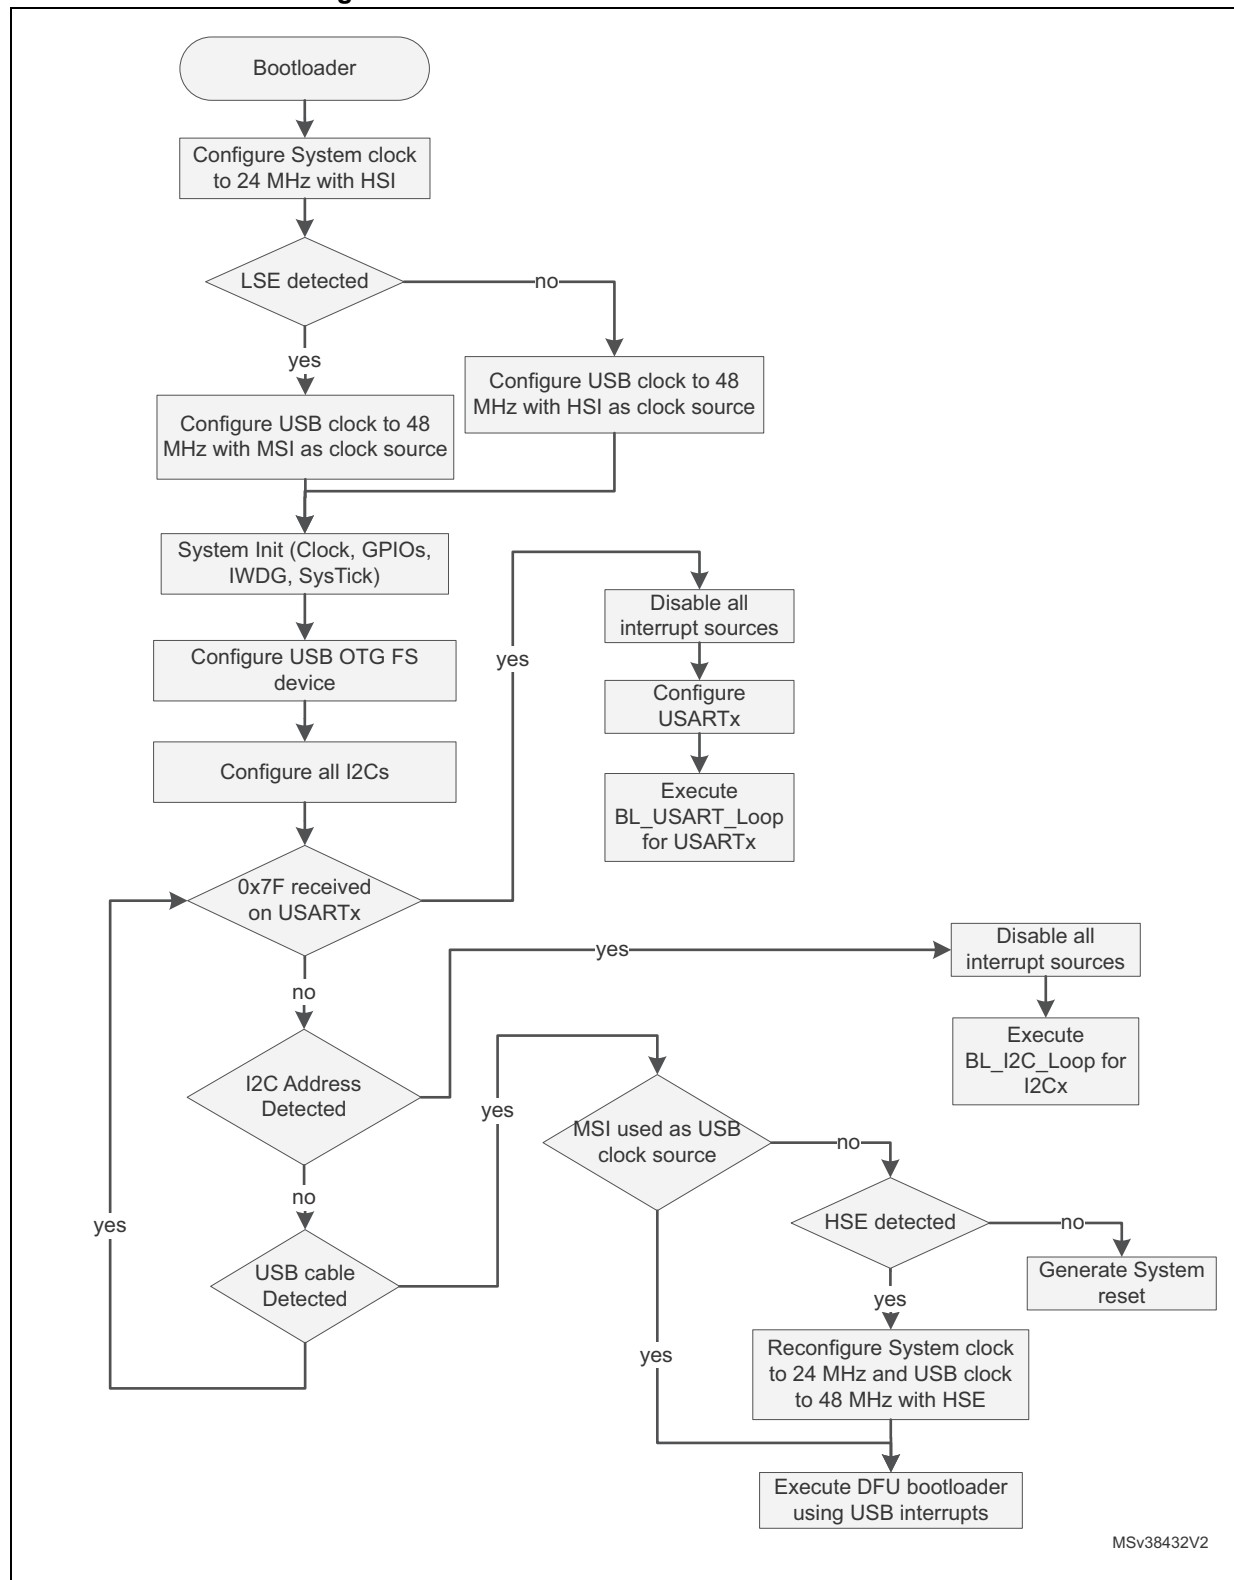 Bootloader
Configure System clock
to 24 MHz with HSI
LSE detected
no
yes
Configure USB clock to 48
MHz with HSI as clock source
Configure USB clock to 48
MHz with MSI as clock source
System Init (Clock, GPIOs,
IWDG, SysTick)
Disable all
interrupt sources
yes
Configure USB OTG FS
device
Configure
USARTx
Configure all I2Cs
Execute
BL_USART_Loop
for USARTx
0x7F received
on USARTx
yes
Disable all
interrupt sources
no
Execute
BL_I2C_Loop for
I2Cx
I2C Address
Detected
yes
MSI used as USB
clock source
no
no
yes
HSE detected
no
USB cable
Detected
Generate System
reset
yes
yes
Reconfigure System clock
to 24 MHz and USB clock
to 48 MHz with HSE
Execute DFU bootloader
using USB interrupts
MSv38432V2